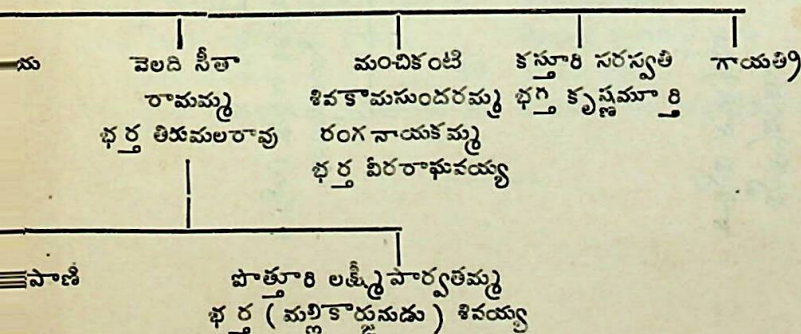 య వెలది సీతా మంచికంటి కస్తూరి సరస్వతి గాయత్రి
రామమ్మ శివకామసుందరమ్మ భర్త కృష్ణమూర్తి
భర్త తిరుమలరావు రంగనాయకమ్మ
భర్త వీరరాఘవయ్య
పాణి పొత్తూరి లక్ష్మీపార్వతమ్మ
భర్త ( మల్లికార్జునుడు ) శివయ్య